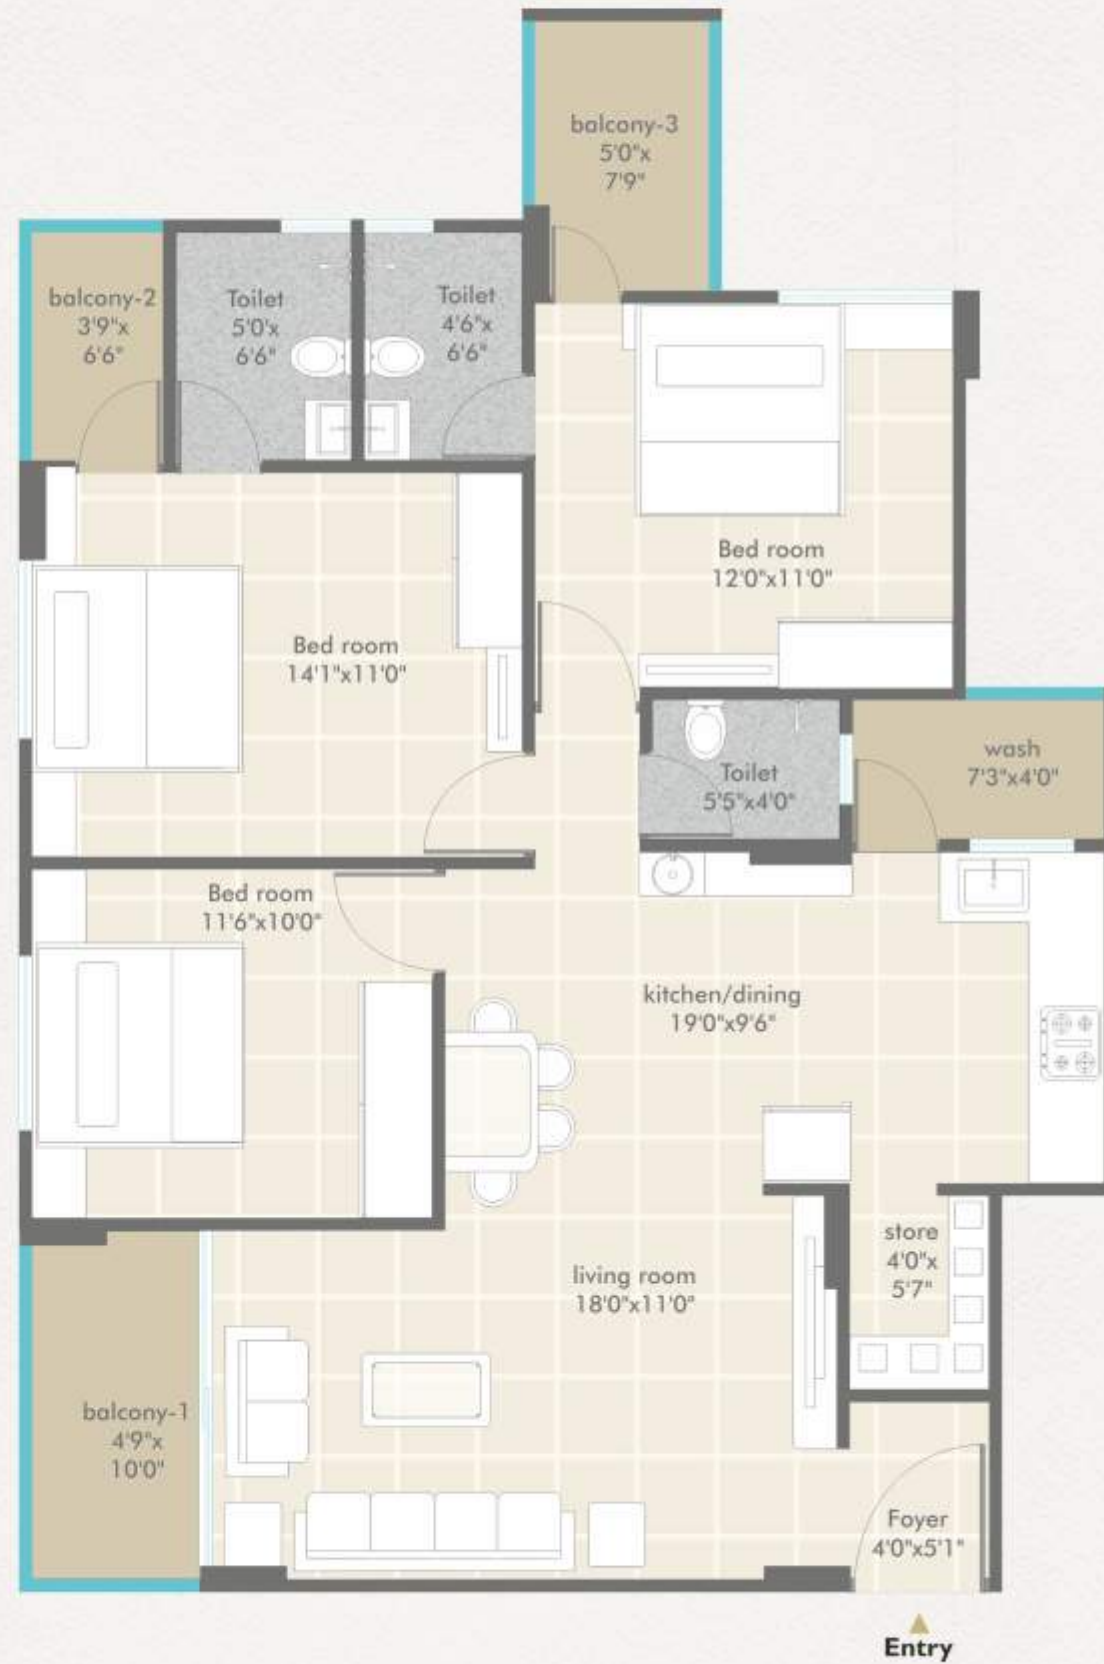 balcony-3
5'0"x
7'9"
balcony-2
3'9"x
6'6"
Toilet
5'0'x
6'6"
Toilet
4'6"x
6'6"
Bed room
12'0"x11'0"
Bed room
14'1"x11'0"
wash
7'3"x4'0"
Toilet
5'5"x4'0"
Bed room
11'6"x10'0"
kitchen/dining
19'0"x9'6"
store
4'0"x
5'7"
living room
18'0"x11'0"
balcony-1
4'9"x
10'0"
Foyer
4'0"x5'1"
Entry